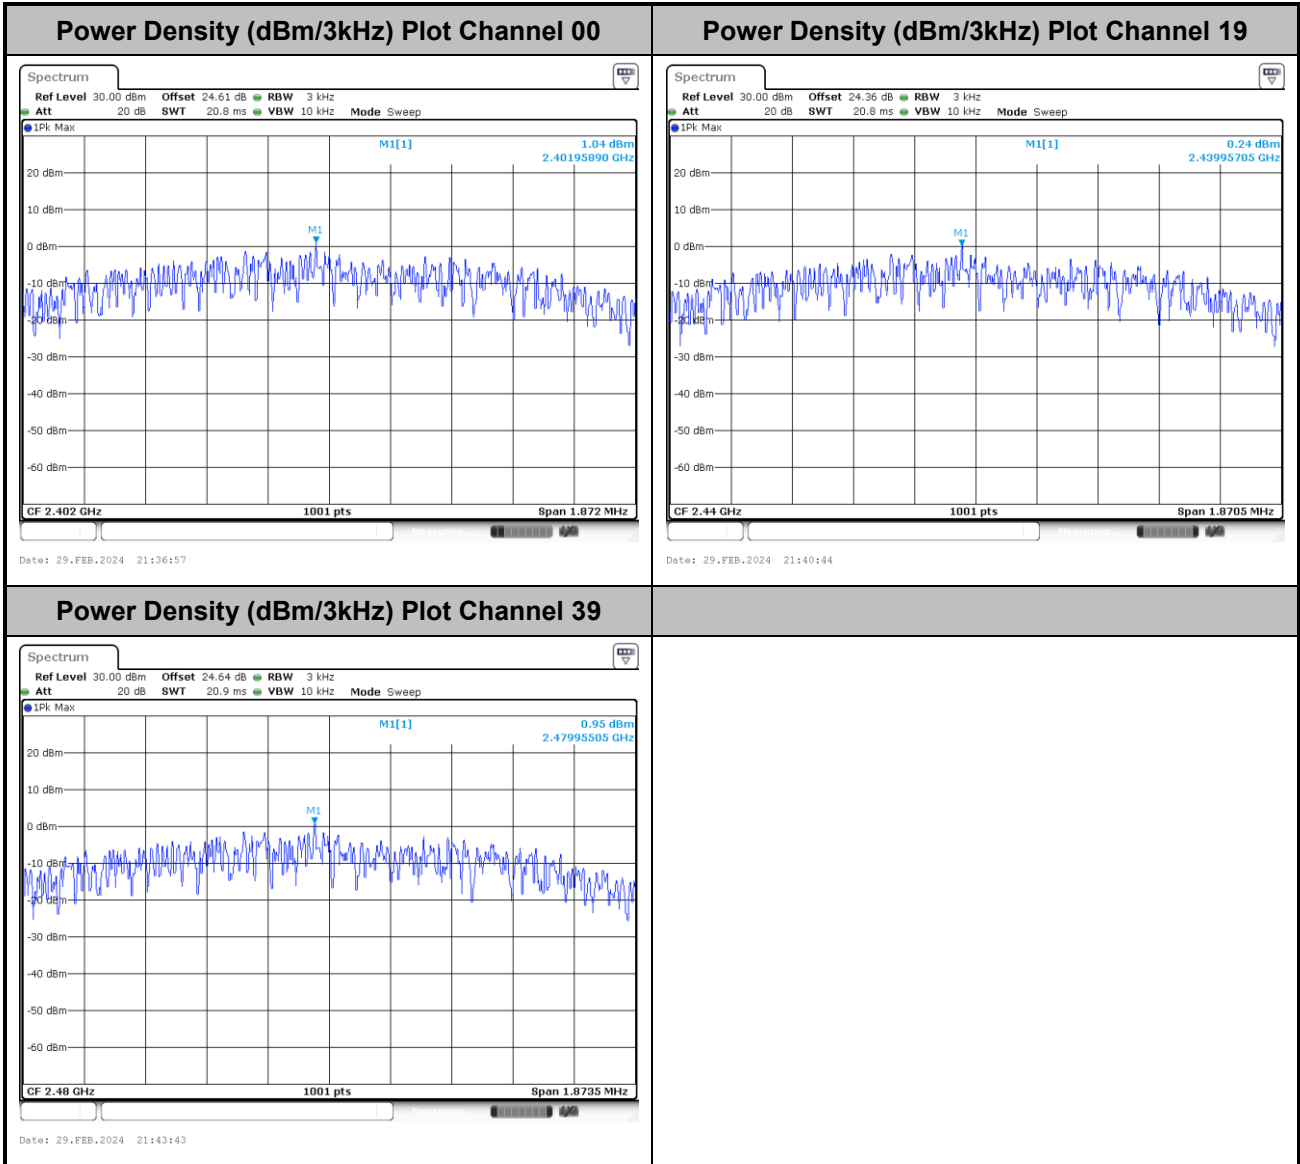 Power Density (dBm/3kHz) Plot Channel 00
Spectrum
Ref Level 30.00 dBm Offset 24.61 dB RBW 3 kHz
Att 20 dB SWT 20.8 ms VBW 10 kHz Mode Sweep
1Pk Max
M1[1] 1.04 dBm
2.40195890 GHz
20 dBm
10 dBm
M1
0 dBm
-10 dBm
-20 dBm
-30 dBm
-40 dBm
-50 dBm
-60 dBm
CF 2.402 GHz 1001 pts Span 1.872 MHz
Date: 29.FEB.2024 21:36:57
Power Density (dBm/3kHz) Plot Channel 19
Spectrum
Ref Level 30.00 dBm Offset 24.36 dB RBW 3 kHz
Att 20 dB SWT 20.8 ms VBW 10 kHz Mode Sweep
1Pk Max
M1[1] 0.24 dBm
2.43995705 GHz
20 dBm
10 dBm
M1
0 dBm
-10 dBm
-20 dBm
-30 dBm
-40 dBm
-50 dBm
-60 dBm
CF 2.44 GHz 1001 pts Span 1.8705 MHz
Measuring...
Date: 29.FEB.2024 21:40:44
Power Density (dBm/3kHz) Plot Channel 39
Spectrum
Ref Level 30.00 dBm Offset 24.64 dB RBW 3 kHz
Att 20 dB SWT 20.9 ms VBW 10 kHz Mode Sweep
1Pk Max
M1[1] 0.95 dBm
2.47995505 GHz
20 dBm
10 dBm
M1
0 dBm
-10 dBm
-20 dBm
-30 dBm
-40 dBm
-50 dBm
-60 dBm
CF 2.48 GHz 1001 pts Span 1.8735 MHz
Date: 29.FEB.2024 21:43:43